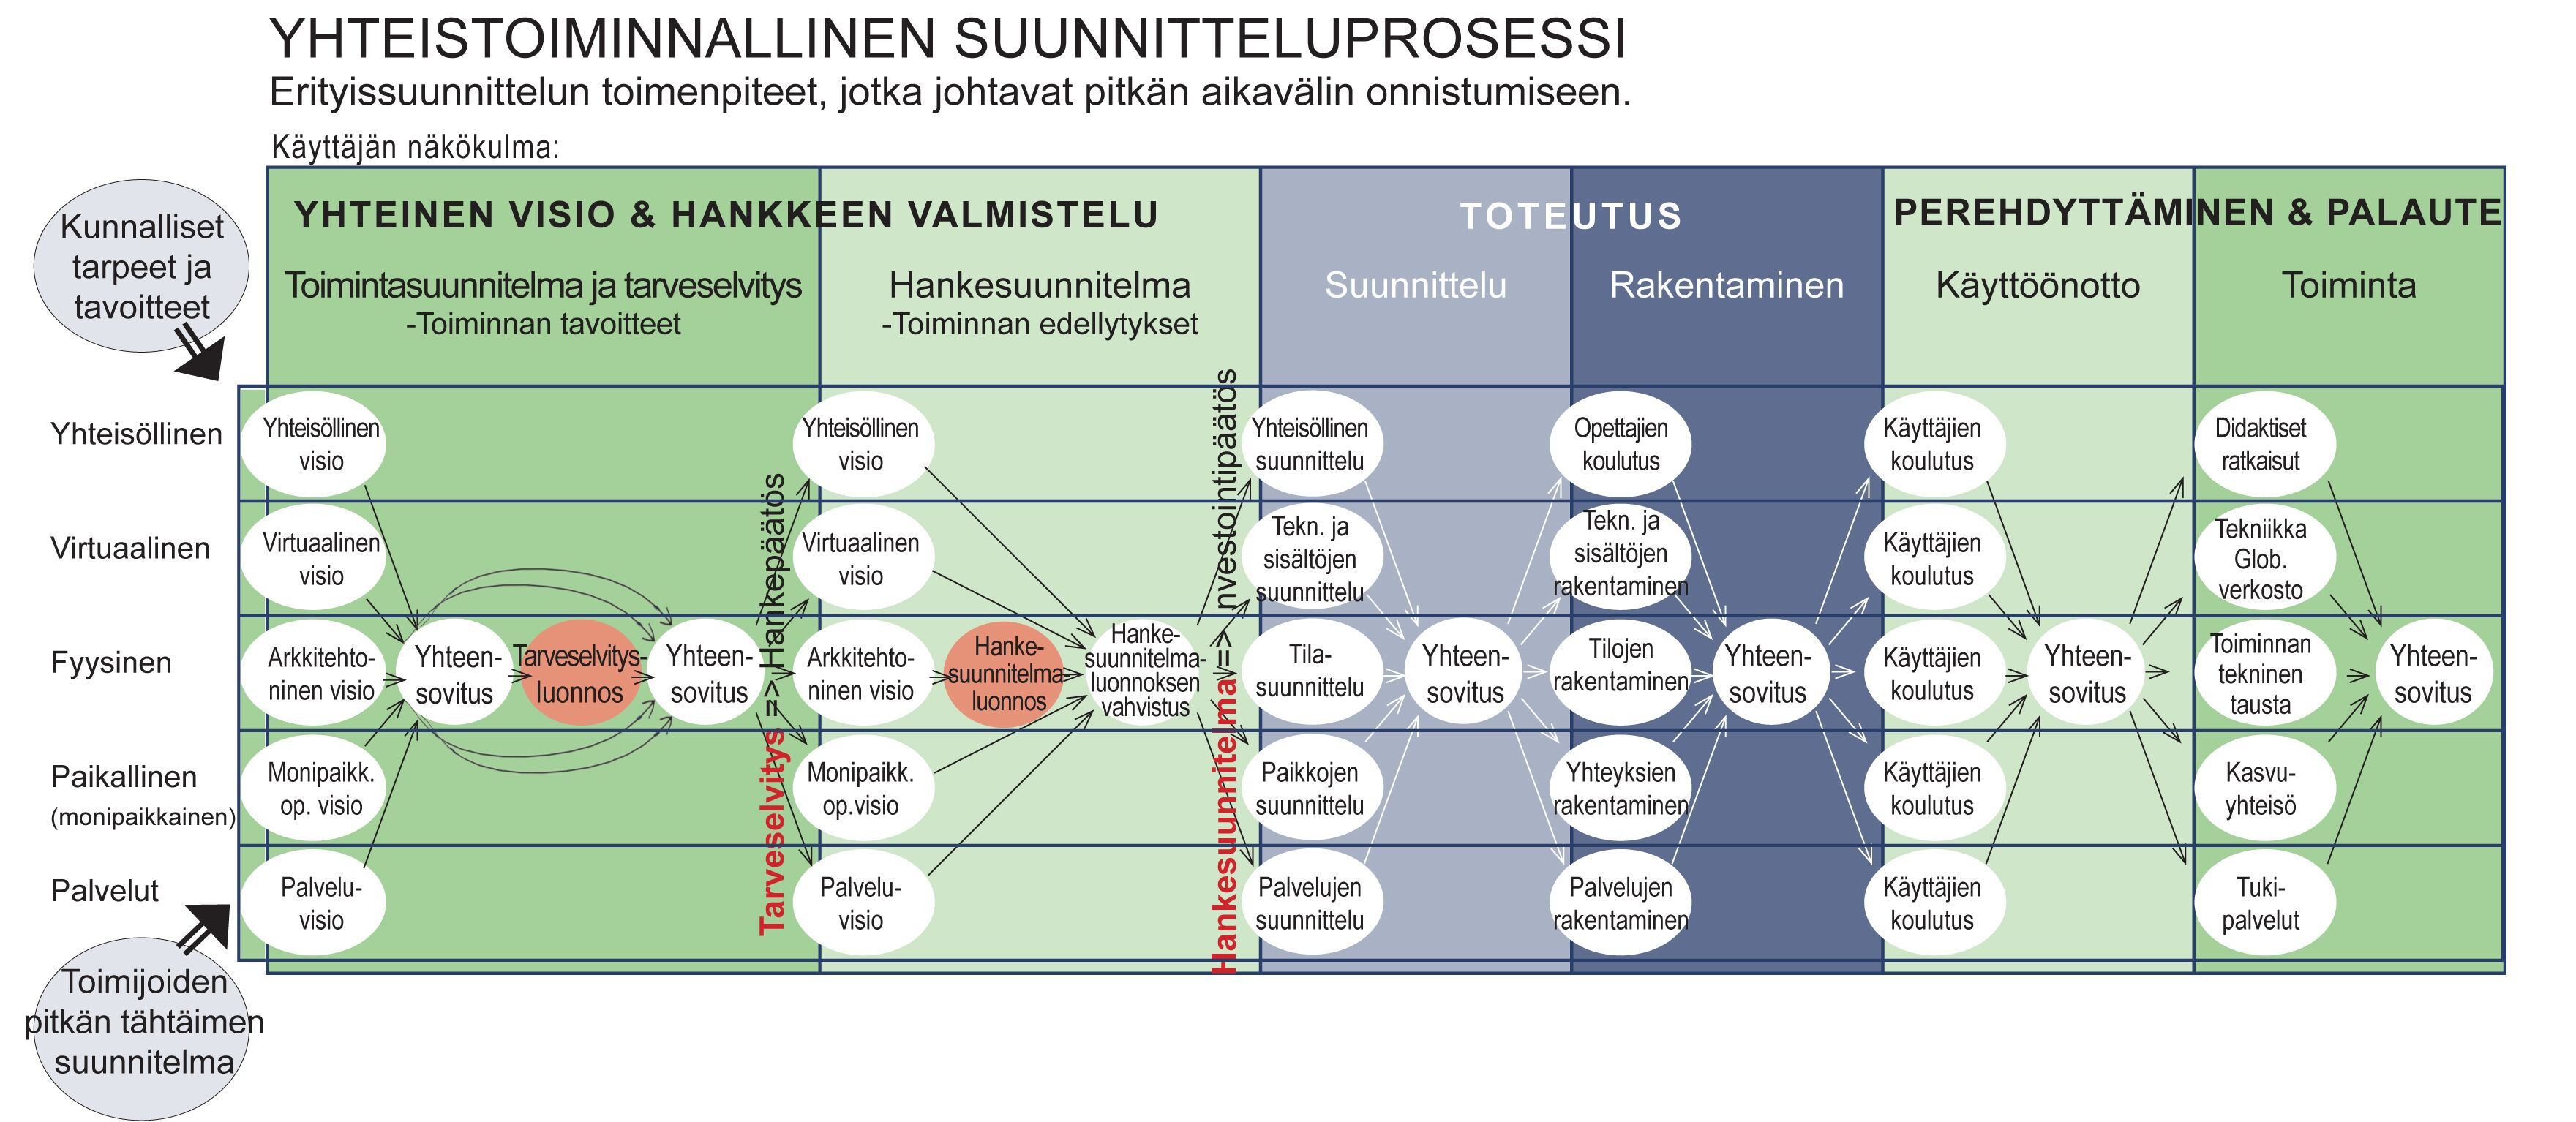 YHTEISTOIMINNALLINEN SUUNNITTELUPROSESSI
Erityissuunnittelun toimenpiteet, jotka johtavat pitkän aikavälin onnistumiseen.
Käyttäjän näkökulma:
Kunnalliset
tarpeet ja
tavoitteet
YHTEINEN VISIO & HANKKEEN VALMISTELU
TOTEUTUS
PEREHDYTTÄMINEN & PALAUTE
Toimintasuunnitelma ja tarveselvitys
-Toiminnan tavoitteet
Hankesuunnitelma
-Toiminnan edellytykset
Suunnittelu
Rakentaminen
Käyttöönotto
Toiminta
Yhteisöllinen
Yhteisöllinen
visio
Yhteisöllinen
visio
Yhteisöllinen
suunnittelu
Opettajien
koulutus
Käyttäjien
koulutus
Didaktiset
ratkaisut
Virtuaalinen
Virtuaalinen
visio
Virtuaalinen
visio
Tekn. ja
sisältöjen
suunnittelu
Tekn. ja
sisältöjen
rakentaminen
Käyttäjien
koulutus
Tekniikka
Glob.
verkosto
Fyysinen
Arkkitehto-
ninen visio
Yhteen-
sovitus
Tarveselvitys-
luonnos
Yhteen-
sovitus
Tarveselvitys => Hankepäätös
Arkkitehto-
ninen visio
Hanke-
suunnitelma-
luonnos
Hanke-
suunnitelma-
luonnoksen
vahvistus
Hankesuunnitelma => Investointipäätös
Tila-
suunnittelu
Yhteen-
sovitus
Tilojen
rakentaminen
Yhteen-
sovitus
Käyttäjien
koulutus
Yhteen-
sovitus
Toiminnan
tekninen
tausta
Yhteen-
sovitus
Paikallinen
(monipaikkainen)
Monipaikk.
op. visio
Monipaikk.
op.visio
Paikkojen
suunnittelu
Yhteyksien
rakentaminen
Käyttäjien
koulutus
Kasvu-
yhteisö
Palvelut
Palvelu-
visio
Palvelu-
visio
Palvelujen
suunnittelu
Palvelujen
rakentaminen
Käyttäjien
koulutus
Tuki-
palvelut
Toimijoiden
pitkän tähtäimen
suunnitelma